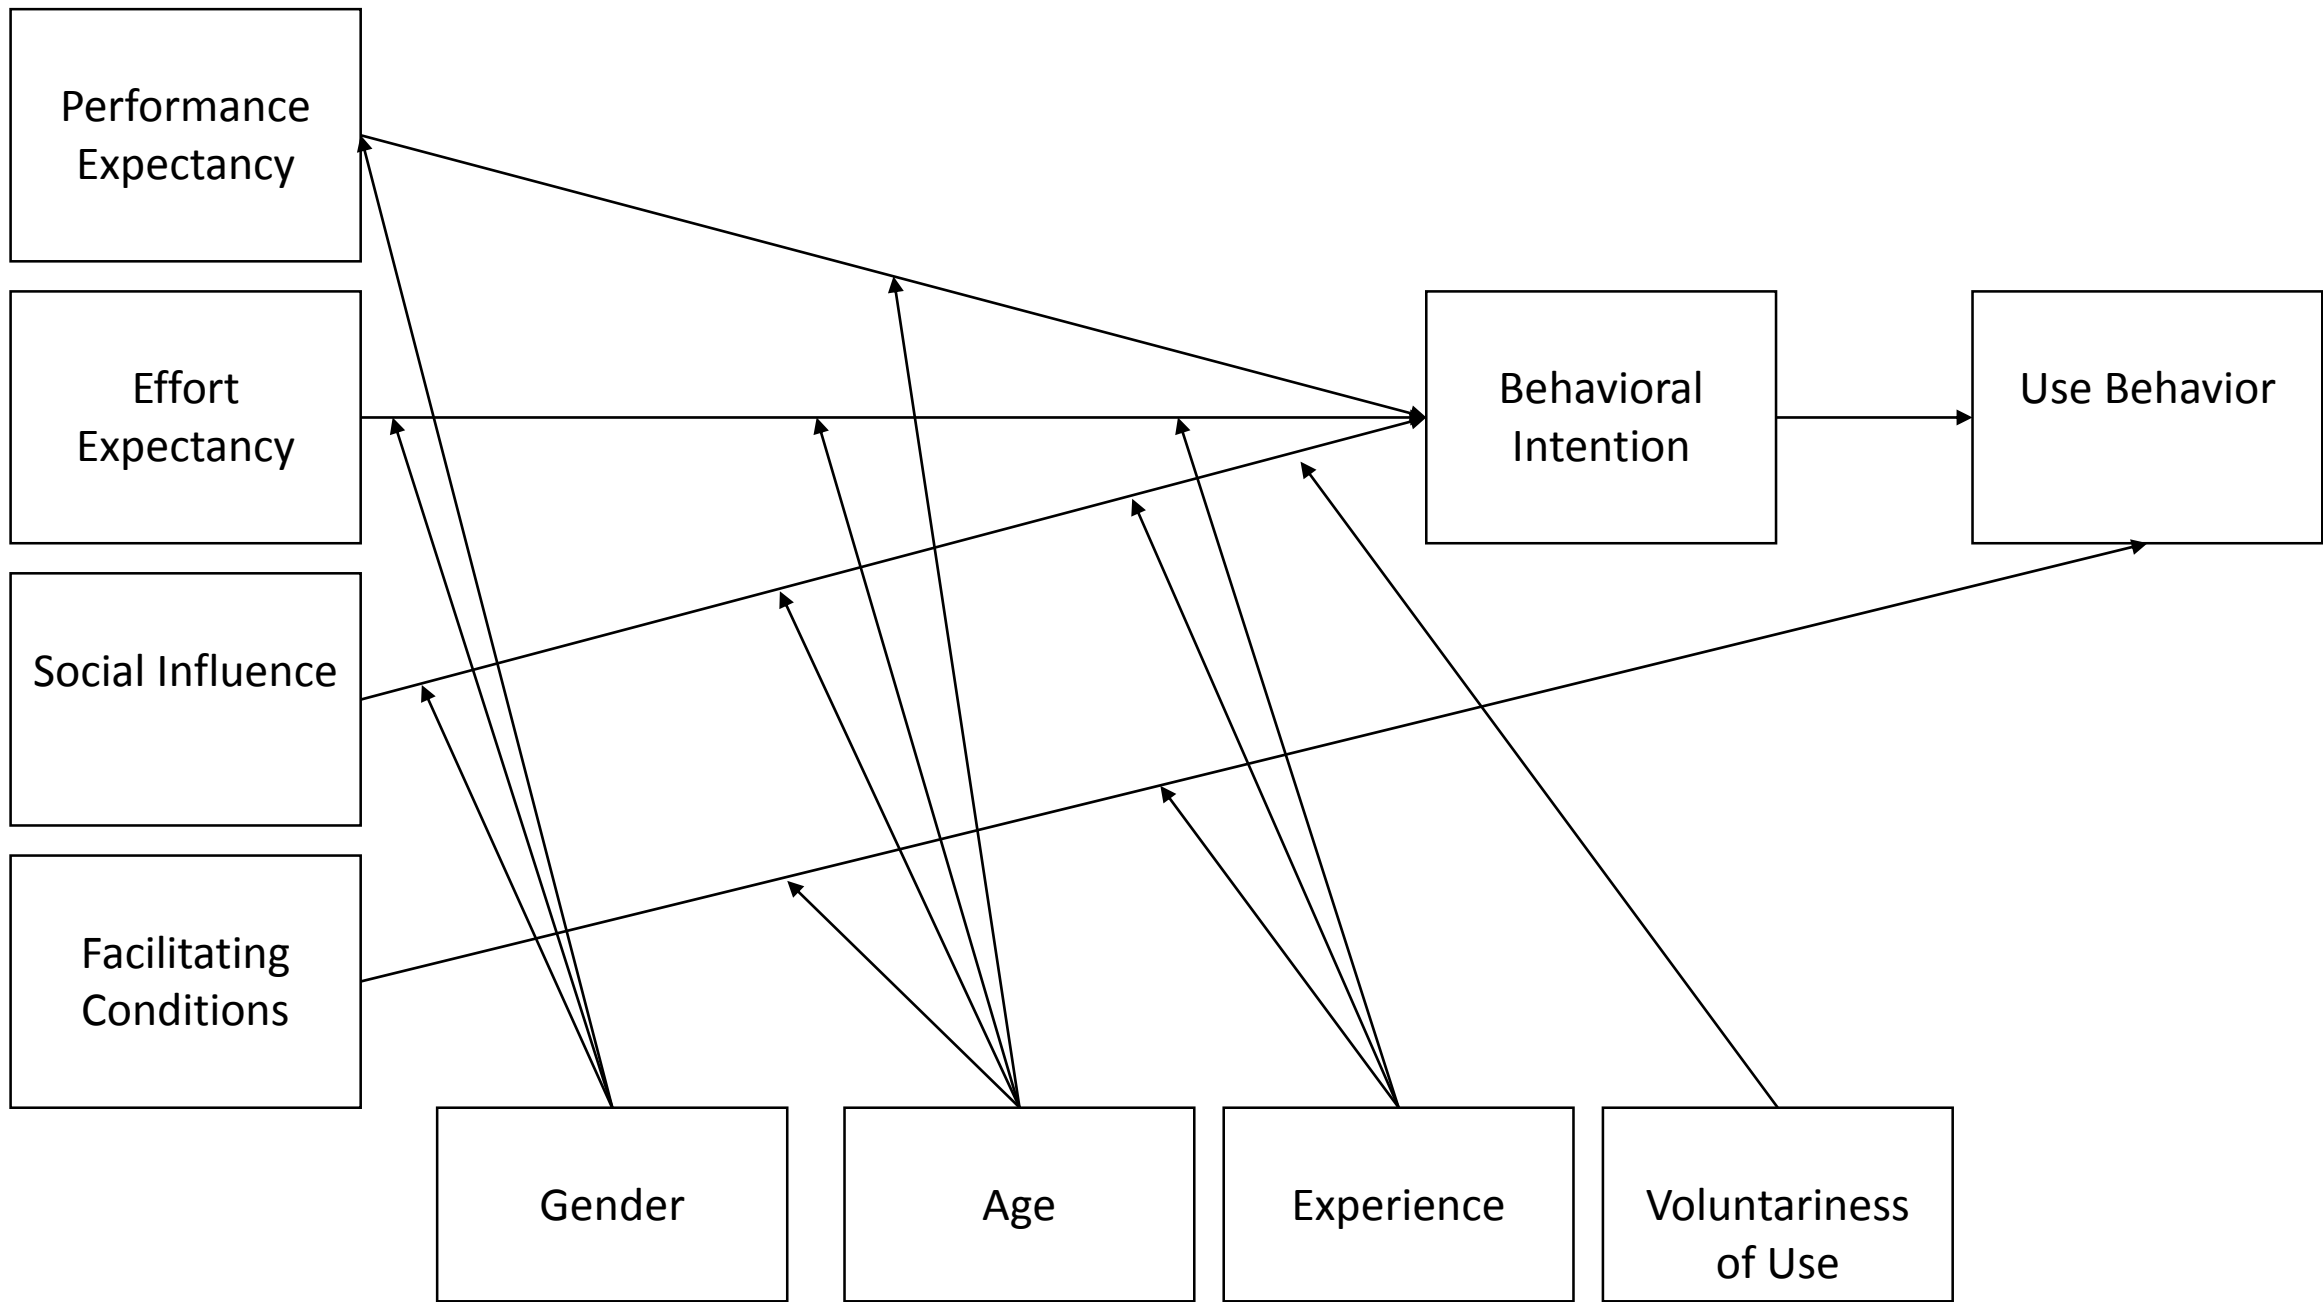 Performance
Expectancy
Effort
Expectancy
Behavioral
Intention
Use Behavior
Social Influence
Facilitating
Conditions
Gender
Age
Experience
Voluntariness
of Use